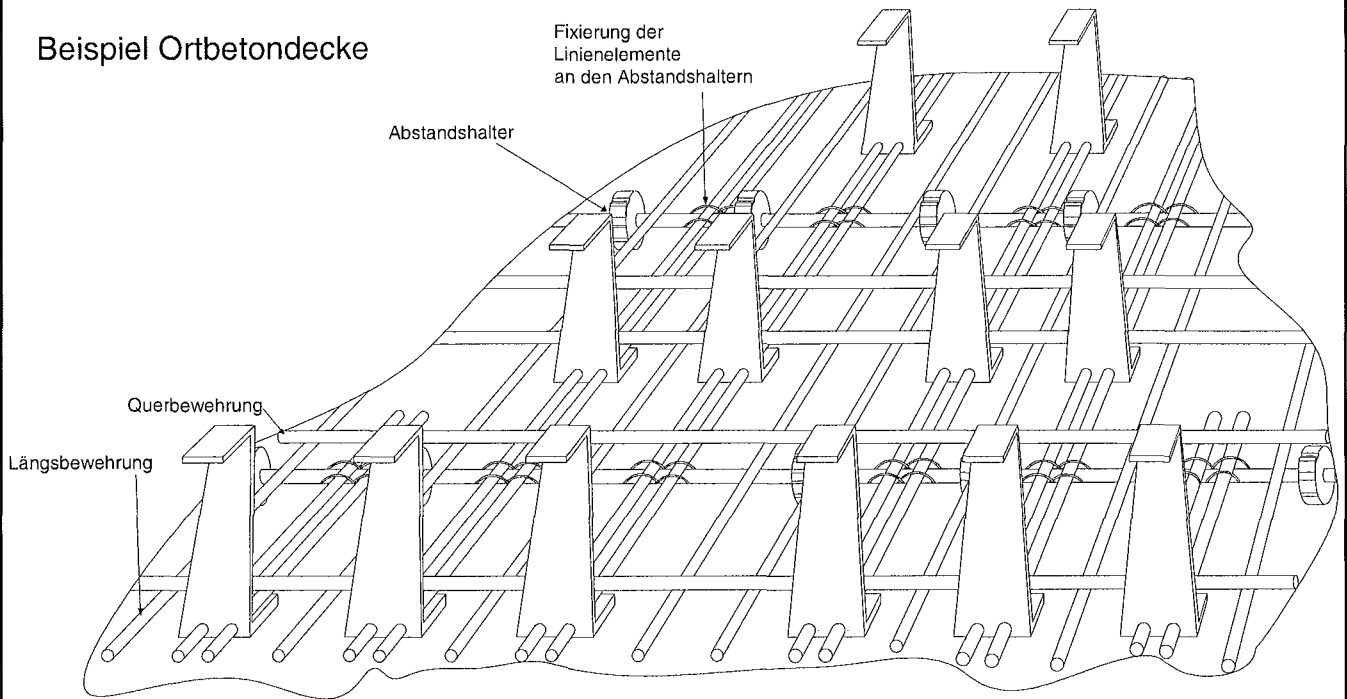 Beispiel Ortbetondecke
Fixierung der
Linienelemente
an den Abstandshaltern
Abstandshalter
Querbewehrung
Längsbewehrung